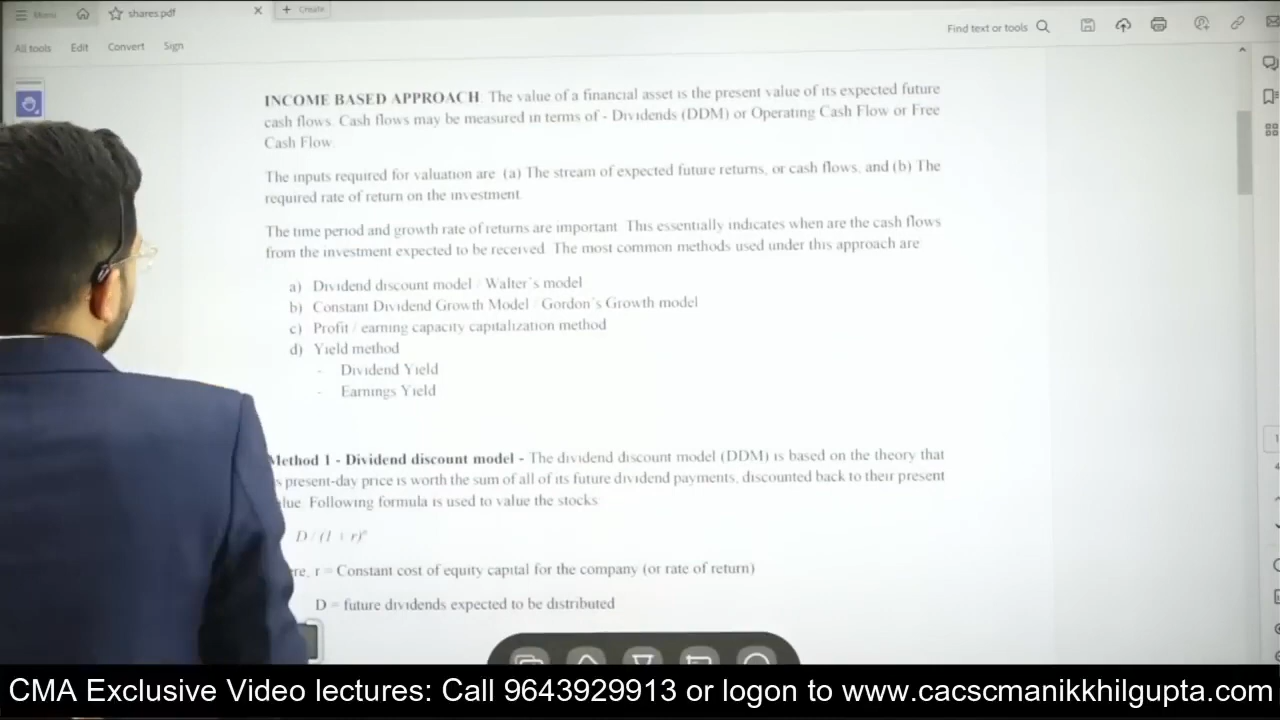 Menu
shares.pdf
+ Create
Find text or tools
All tools Edit Convert Sign
INCOME BASED APPROACH. The value of a financial asset is the present value of its expected future
cash flows. Cash flows may be measured in terms of - Dividends (DDM) or Operating Cash Flow or Free
Cash Flow.
The inputs required for valuation are (a) The stream of expected future returns, or cash flows, and (b) The
required rate of return on the investment.
The time period and growth rate of returns are important. This essentially indicates when are the cash flows
from the investment expected to be received. The most common methods used under this approach are
a) Dividend discount model / Walter's model
b) Constant Dividend Growth Model / Gordon's Growth model
c) Profit / earning capacity capitalization method
d) Yield method
- Dividend Yield
- Earnings Yield
Method 1 - Dividend discount model - The dividend discount model (DDM) is based on the theory that
present-day price is worth the sum of all of its future dividend payments, discounted back to their present
lue. Following formula is used to value the stocks
D / (1 + r)ⁿ
re, r = Constant cost of equity capital for the company (or rate of return)
D = future dividends expected to be distributed
CMA Exclusive Video lectures: Call 9643929913 or logon to www.cacscmanikkhilgupta.com